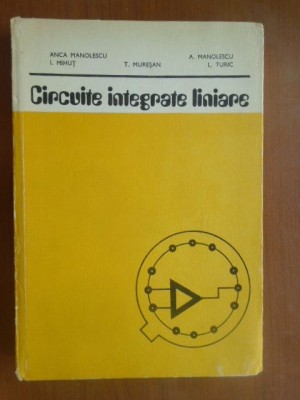 ANCA MANOLESCU A. MANOLESCU
I. MIHUȚ T. MUREȘAN L. TURIC
Circuite integrate liniare